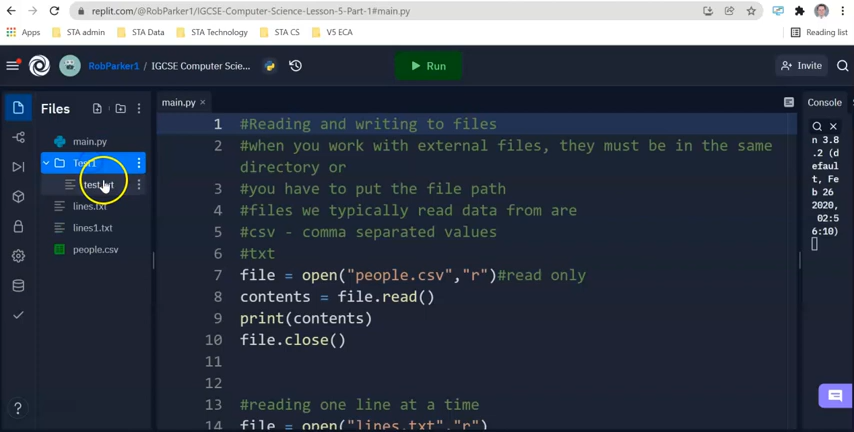 replit.com/@RobParker1/IGCSE-Computer-Science-Lesson-5-Part-1#main.py
Apps STA admin STA Data STA Technology STA CS V5 ECA Reading list
RobParker1 / IGCSE Computer Scie... Run Invite
Files
main.py
Test1
test.txt
lines.txt
lines1.txt
people.csv
main.py ×
1 #Reading and writing to files
2 #when you work with external files, they must be in the same
directory or
3 #you have to put the file path
4 #files we typically read data from are
5 #csv - comma separated values
6 #txt
7 file = open("people.csv","r")#read only
8 contents = file.read()
9 print(contents)
10 file.close()
11
12
13 #reading one line at a time
14 file = open("lines.txt","r")
Console
n 3.8
.2 (d
efaul
t, Fe
b 26
2020,
02:5
6:10)
?